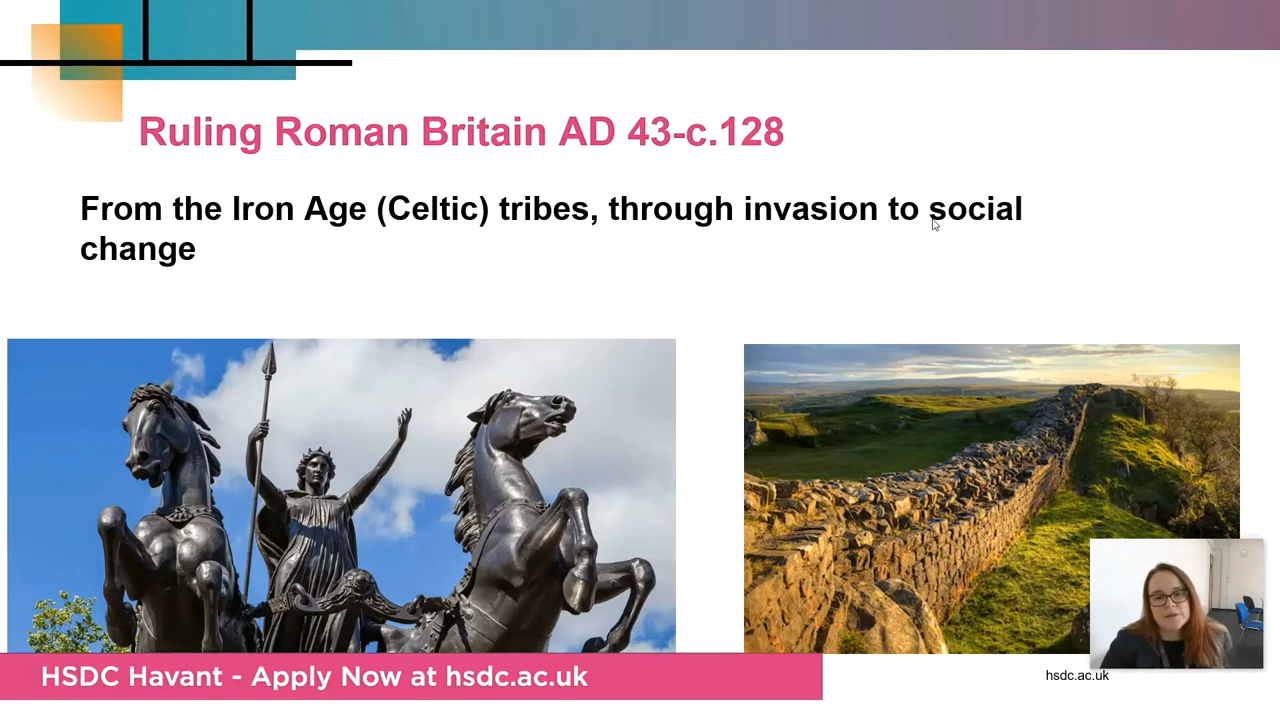 Ruling Roman Britain AD 43-c.128
From the Iron Age (Celtic) tribes, through invasion to social
change
HSDC Havant - Apply Now at hsdc.ac.uk
hsdc.ac.uk